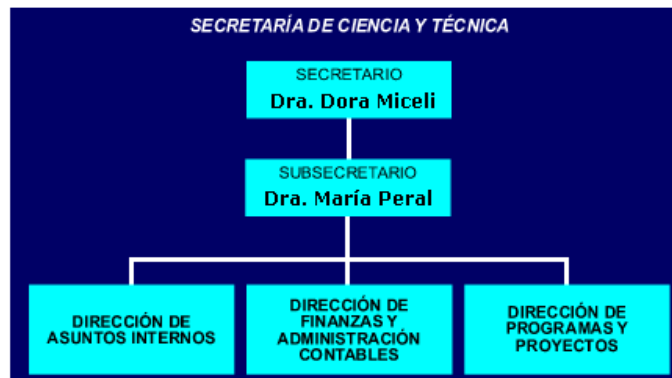 SECRETARÍA DE CIENCIA Y TÉCNICA
SECRETARIO
Dra. Dora Miceli
SUBSECRETARIO
Dra. María Peral
DIRECCIÓN DE
ASUNTOS INTERNOS
DIRECCIÓN DE
FINANZAS Y
ADMINISTRACIÓN
CONTABLES
DIRECCIÓN DE
PROGRAMAS Y
PROYECTOS